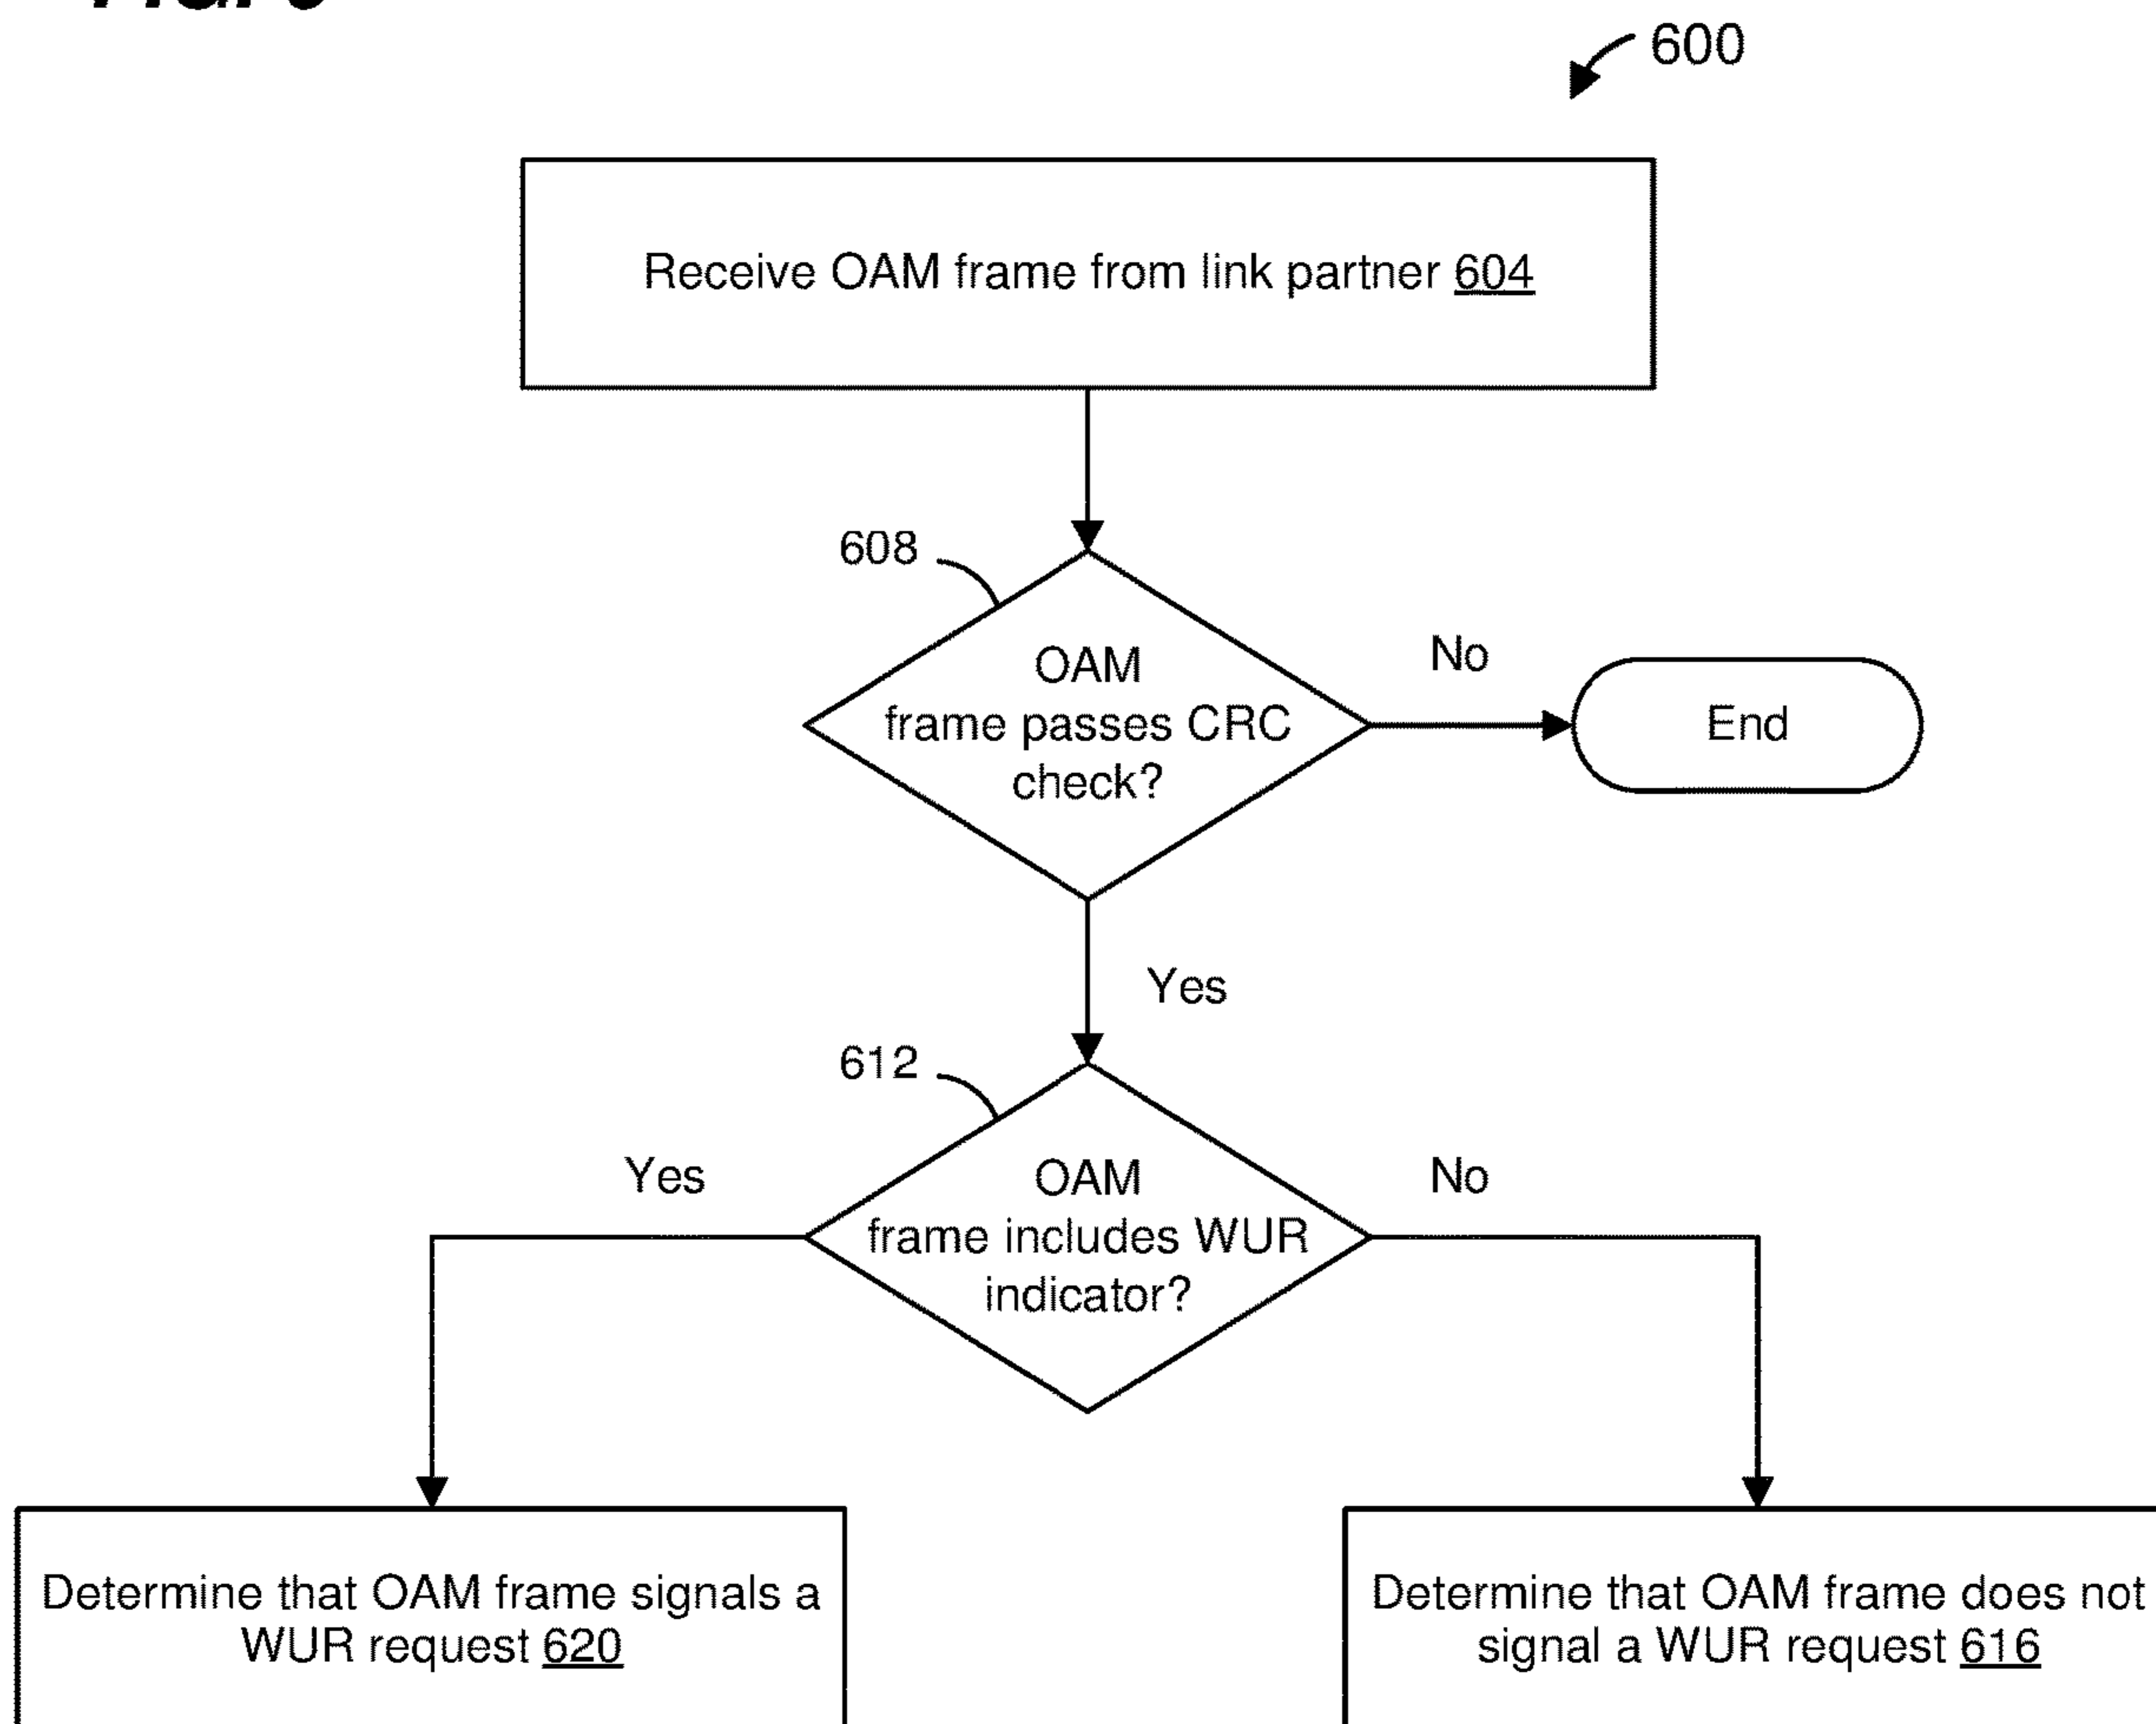 600
Receive OAM frame from link partner 604
608
OAM
frame passes CRC
check?
No
End
Yes
612
OAM
frame includes WUR
indicator?
Yes
No
Determine that OAM frame signals a
WUR request 620
Determine that OAM frame does not
signal a WUR request 616